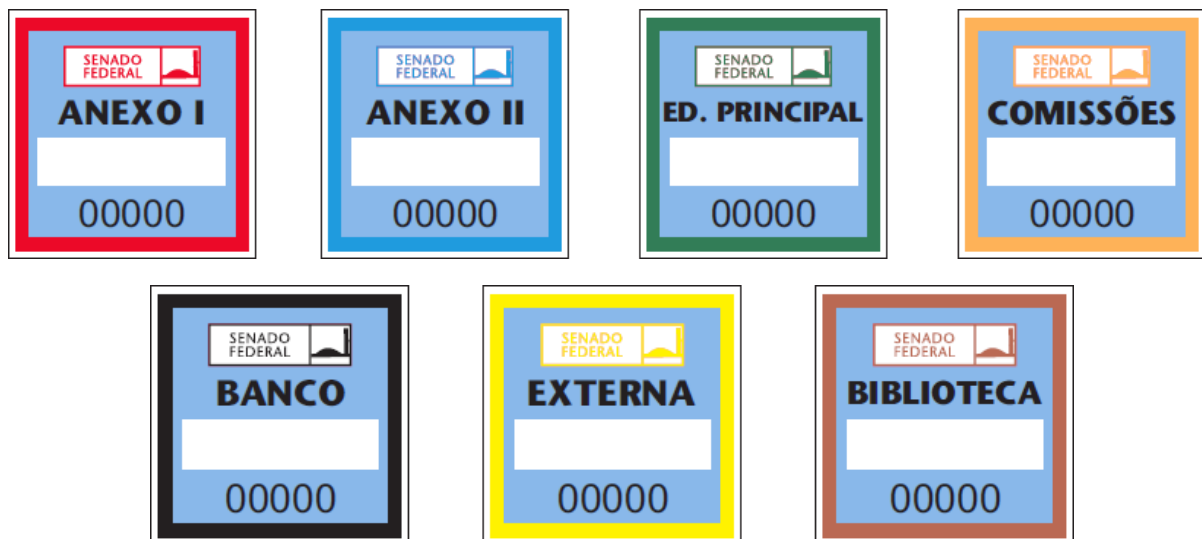 SENADO
FEDERAL
ANEXO I
00000
SENADO
FEDERAL
ANEXO II
00000
SENADO
FEDERAL
ED. PRINCIPAL
00000
SENADO
FEDERAL
COMISSÕES
00000
SENADO
FEDERAL
BANCO
00000
SENADO
FEDERAL
EXTERNA
00000
SENADO
FEDERAL
BIBLIOTECA
00000